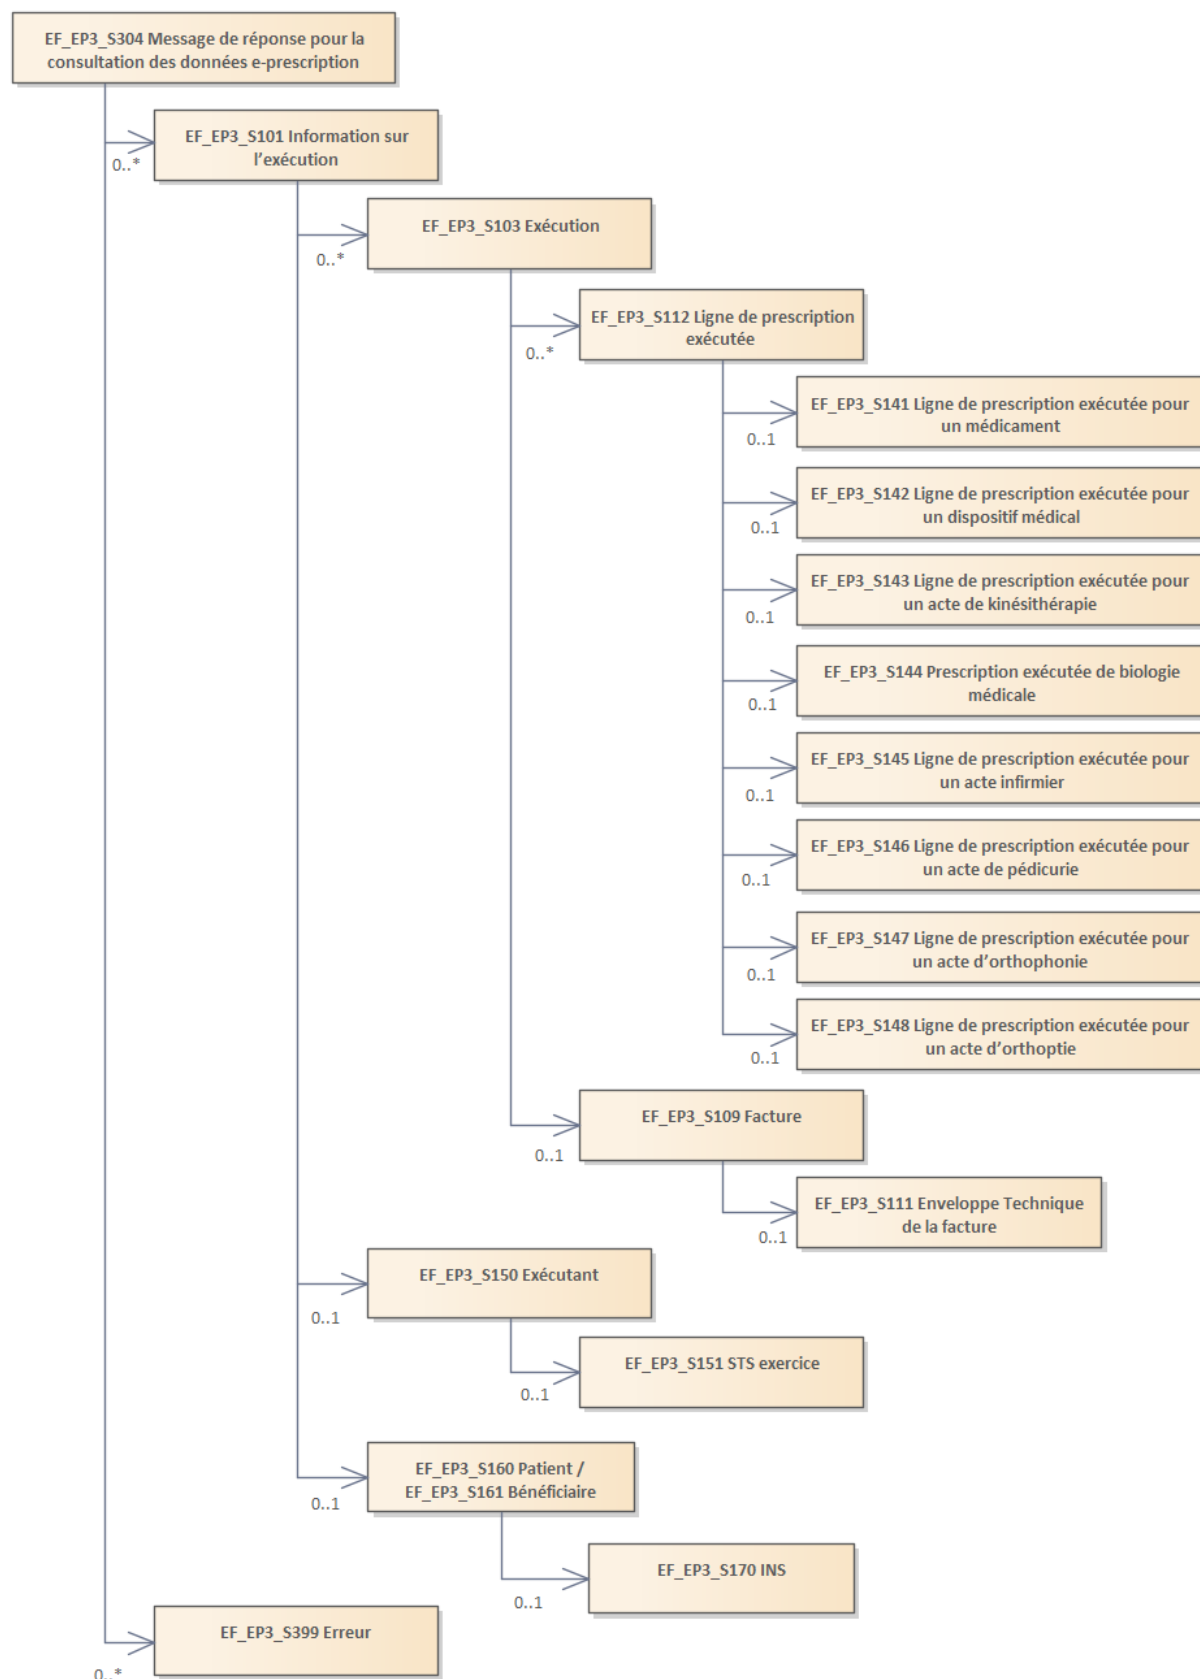 EF_EP3_S304 Message de réponse pour la
consultation des données e-prescription
EF_EP3_S101 Information sur
l’exécution
0..*
EF_EP3_S103 Exécution
0..*
EF_EP3_S112 Ligne de prescription
exécutée
0..*
EF_EP3_S141 Ligne de prescription exécutée pour
un médicament
0..1
EF_EP3_S142 Ligne de prescription exécutée pour
un dispositif médical
0..1
EF_EP3_S143 Ligne de prescription exécutée pour
un acte de kinésithérapie
0..1
EF_EP3_S144 Prescription exécutée de biologie
médicale
0..1
EF_EP3_S145 Ligne de prescription exécutée pour
un acte infirmier
0..1
EF_EP3_S146 Ligne de prescription exécutée pour
un acte de pédicurie
0..1
EF_EP3_S147 Ligne de prescription exécutée pour
un acte d’orthophonie
0..1
EF_EP3_S148 Ligne de prescription exécutée pour
un acte d’orthoptie
0..1
EF_EP3_S109 Facture
0..1
EF_EP3_S111 Enveloppe Technique
de la facture
0..1
EF_EP3_S150 Exécutant
0..1
EF_EP3_S151 STS exercice
0..1
EF_EP3_S160 Patient /
EF_EP3_S161 Bénéficiaire
0..1
EF_EP3_S170 INS
0..1
EF_EP3_S399 Erreur
0..*